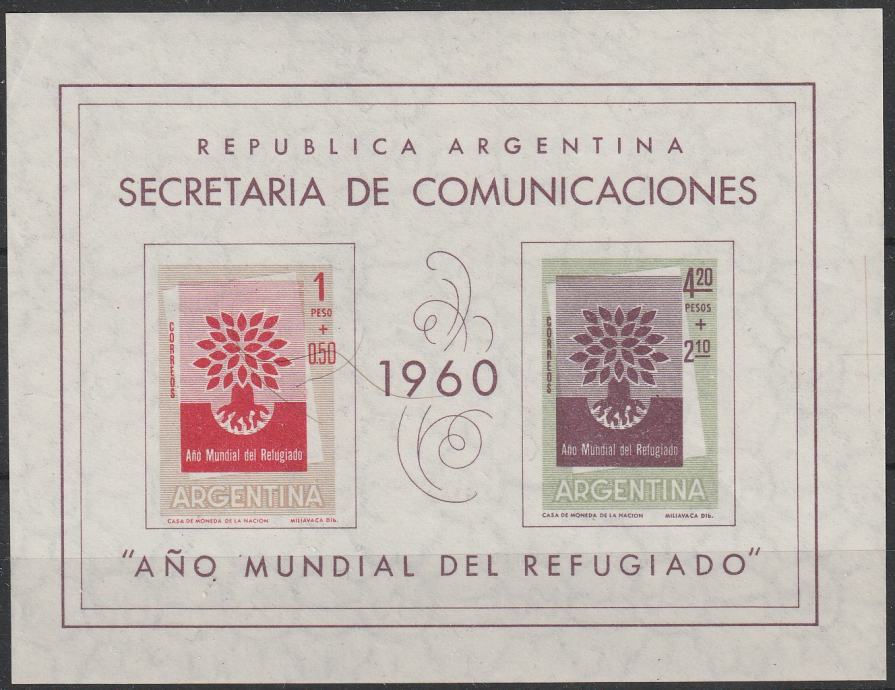 REPUBLICA ARGENTINA
SECRETARIA DE COMUNICACIONES
1
PESO
+
0.50
CORREOS
Año Mundial del Refugiado
ARGENTINA
CASA DE MONEDA DE LA NACION MILIAVACA DIb.
1960
4.20
PESOS
+
2.10
CORREOS
Año Mundial del Refugiado
ARGENTINA
CASA DE MONEDA DE LA NACION MILIAVACA DIb.
"AÑO MUNDIAL DEL REFUGIADO"